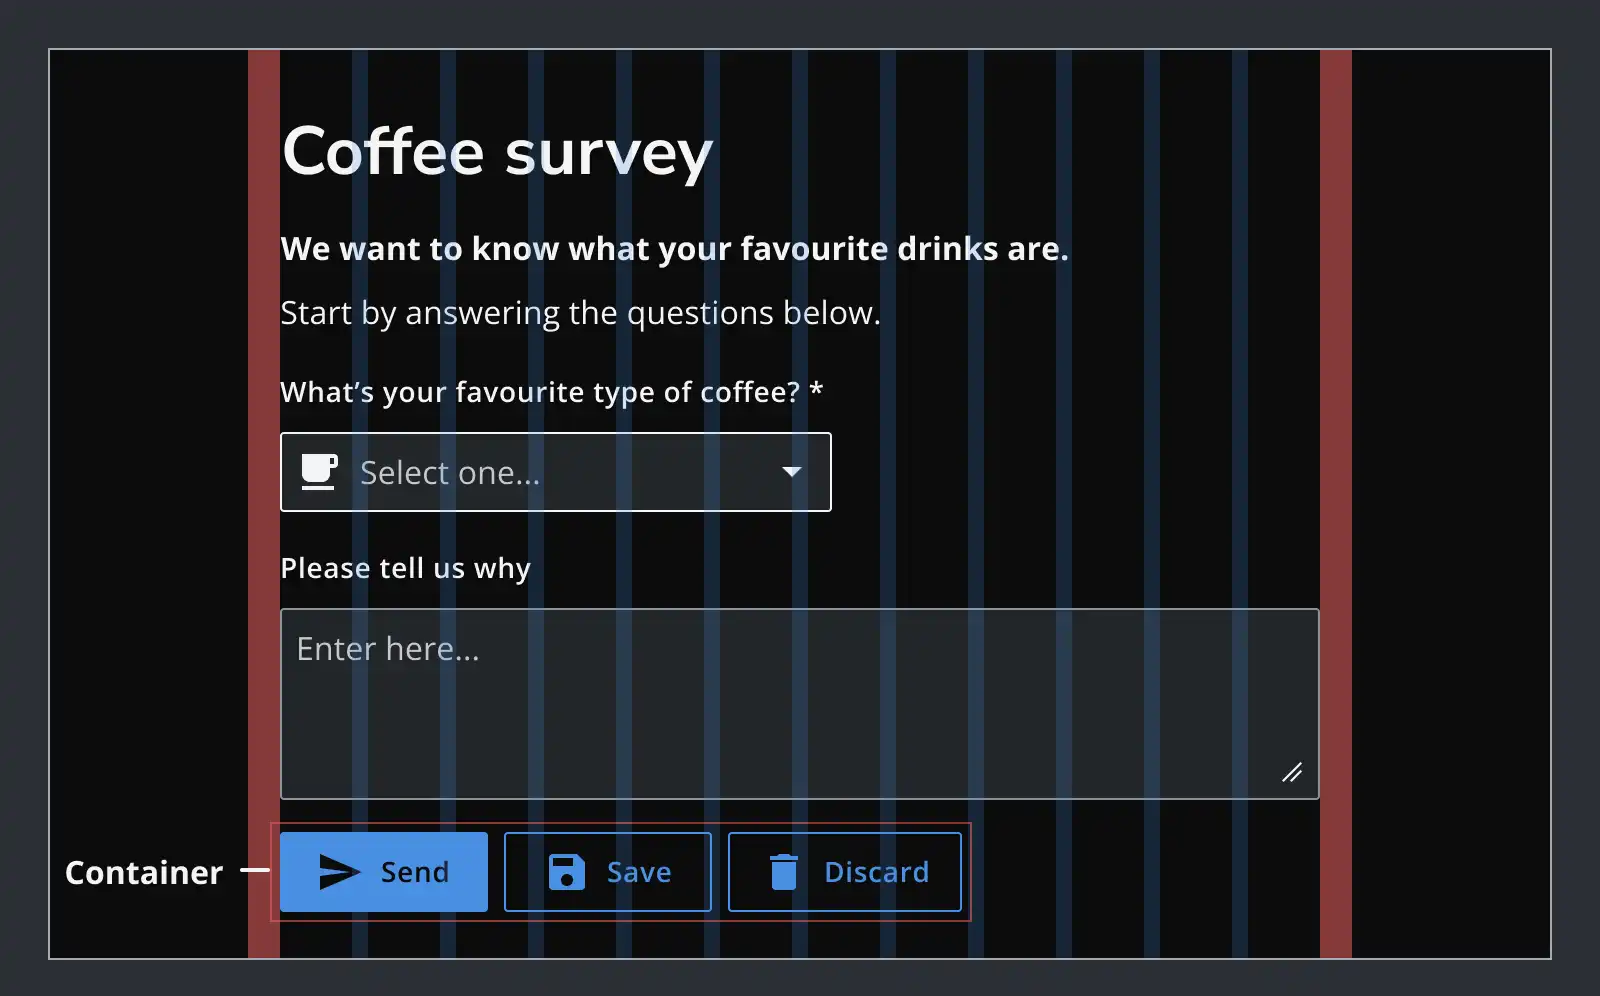 Coffee survey
We want to know what your favourite drinks are.
Start by answering the questions below.
What’s your favourite type of coffee? *
Select one...
Please tell us why
Enter here...
Container
Send
Save
Discard